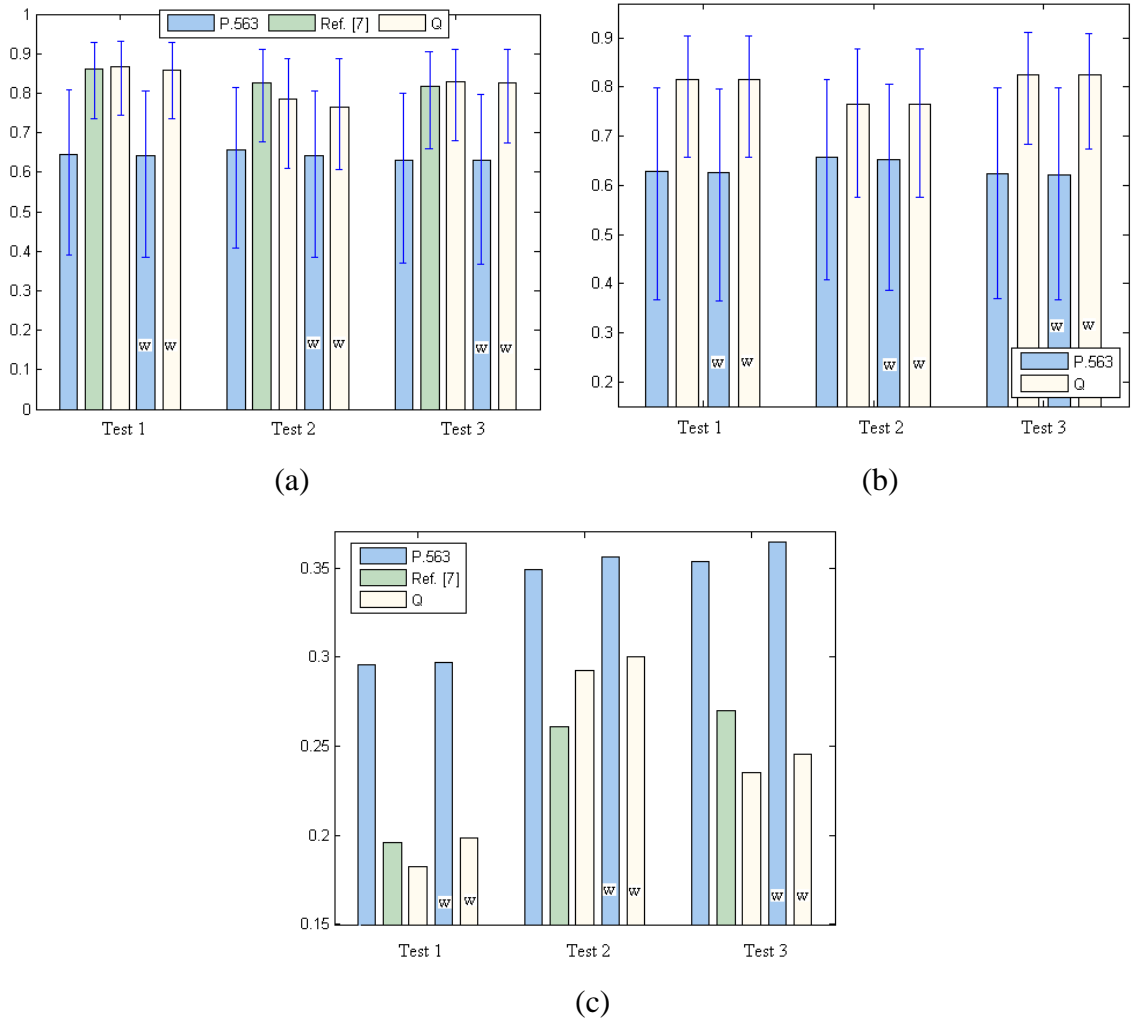 1
0.9
0.8
0.7
0.6
0.5
0.4
0.3
0.2
0.1
0
P.563 Ref. [7] Q
w w w w w w
Test 1 Test 2 Test 3
(a)
0.9
0.8
0.7
0.6
0.5
0.4
0.3
0.2
w w w w w w
P.563
Q
Test 1 Test 2 Test 3
(b)
0.35
0.3
0.25
0.2
0.15
P.563
Ref. [7]
Q
w w w w w w
Test 1 Test 2 Test 3
(c)